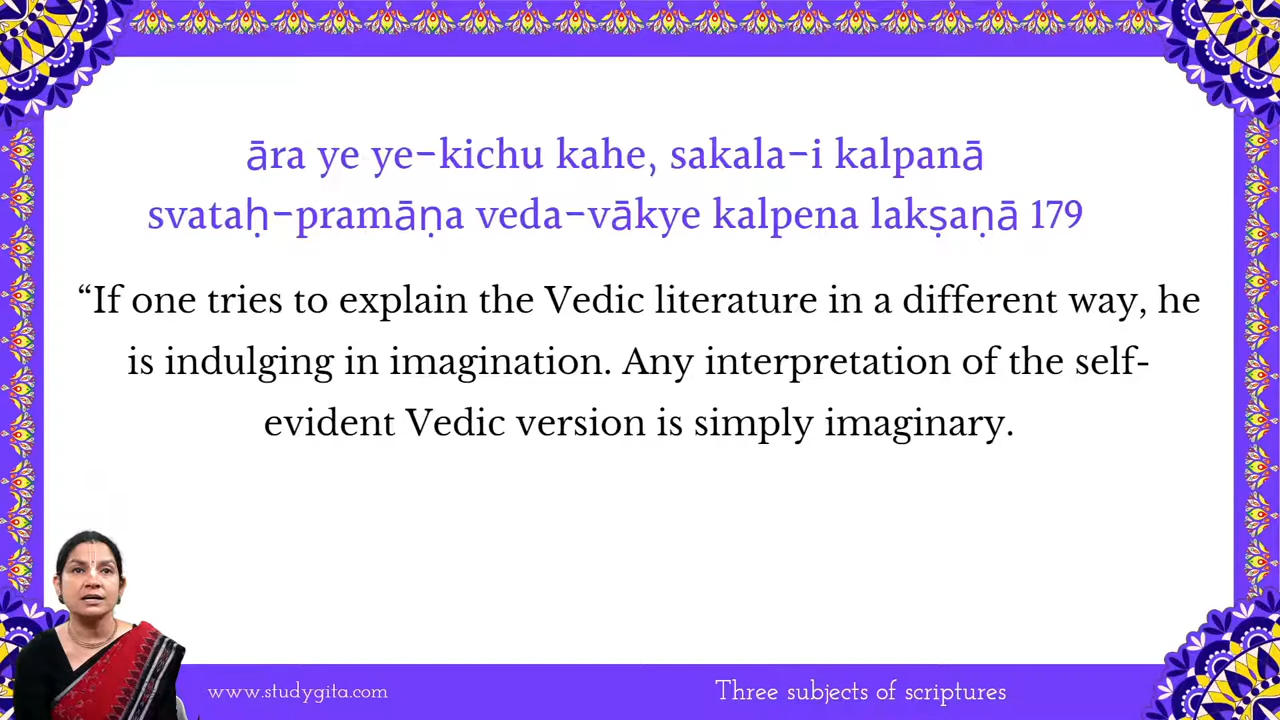 āra ye ye-kichu kahe, sakala-i kalpanā
svataḥ-pramāṇa veda-vākye kalpena lakṣaṇā 179
“If one tries to explain the Vedic literature in a different way, he
is indulging in imagination. Any interpretation of the self-
evident Vedic version is simply imaginary.
www.studygita.com
Three subjects of scriptures